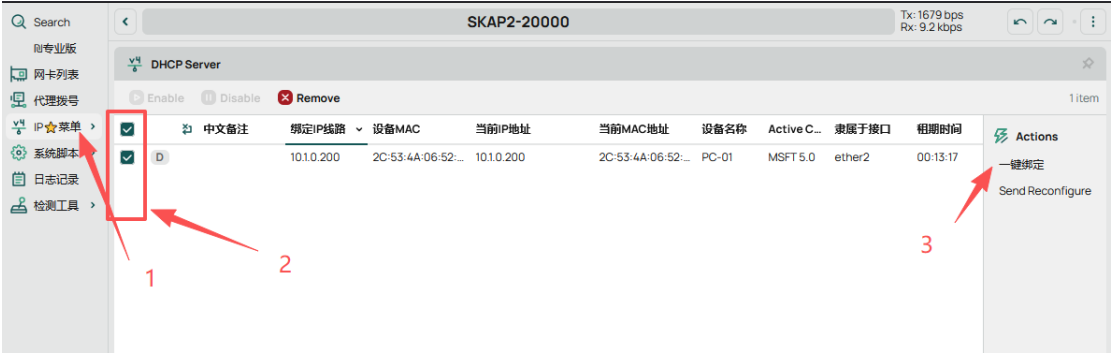 Search
SKAP2-20000
Tx: 1679 bps
Rx: 9.2 kbps
专业版
网卡列表
代理拨号
IP⭐菜单
系统脚本
日志记录
检测工具
DHCP Server
Enable Disable Remove
1 item
中文备注 绑定IP线路 设备MAC 当前IP地址 当前MAC地址 设备名称 Active C... 隶属于接口 租期时间
D 10.1.0.200 2C:53:4A:06:52:... 10.1.0.200 2C:53:4A:06:52:... PC-01 MSFT 5.0 ether2 00:13:17
Actions
一键绑定
Send Reconfigure
1
2
3